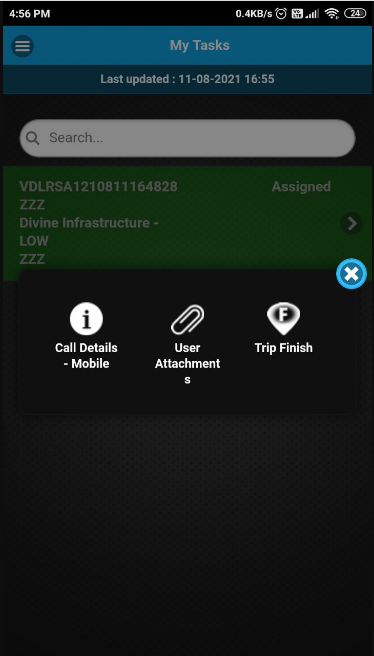 4:56 PM 0.4KB/s 24
My Tasks
Last updated : 11-08-2021 16:55
Search...
VDLRSA1210811164828 Assigned
ZZZ
Divine Infrastructure -
LOW
ZZZ
i F
Call Details User Trip Finish
- Mobile Attachment
s